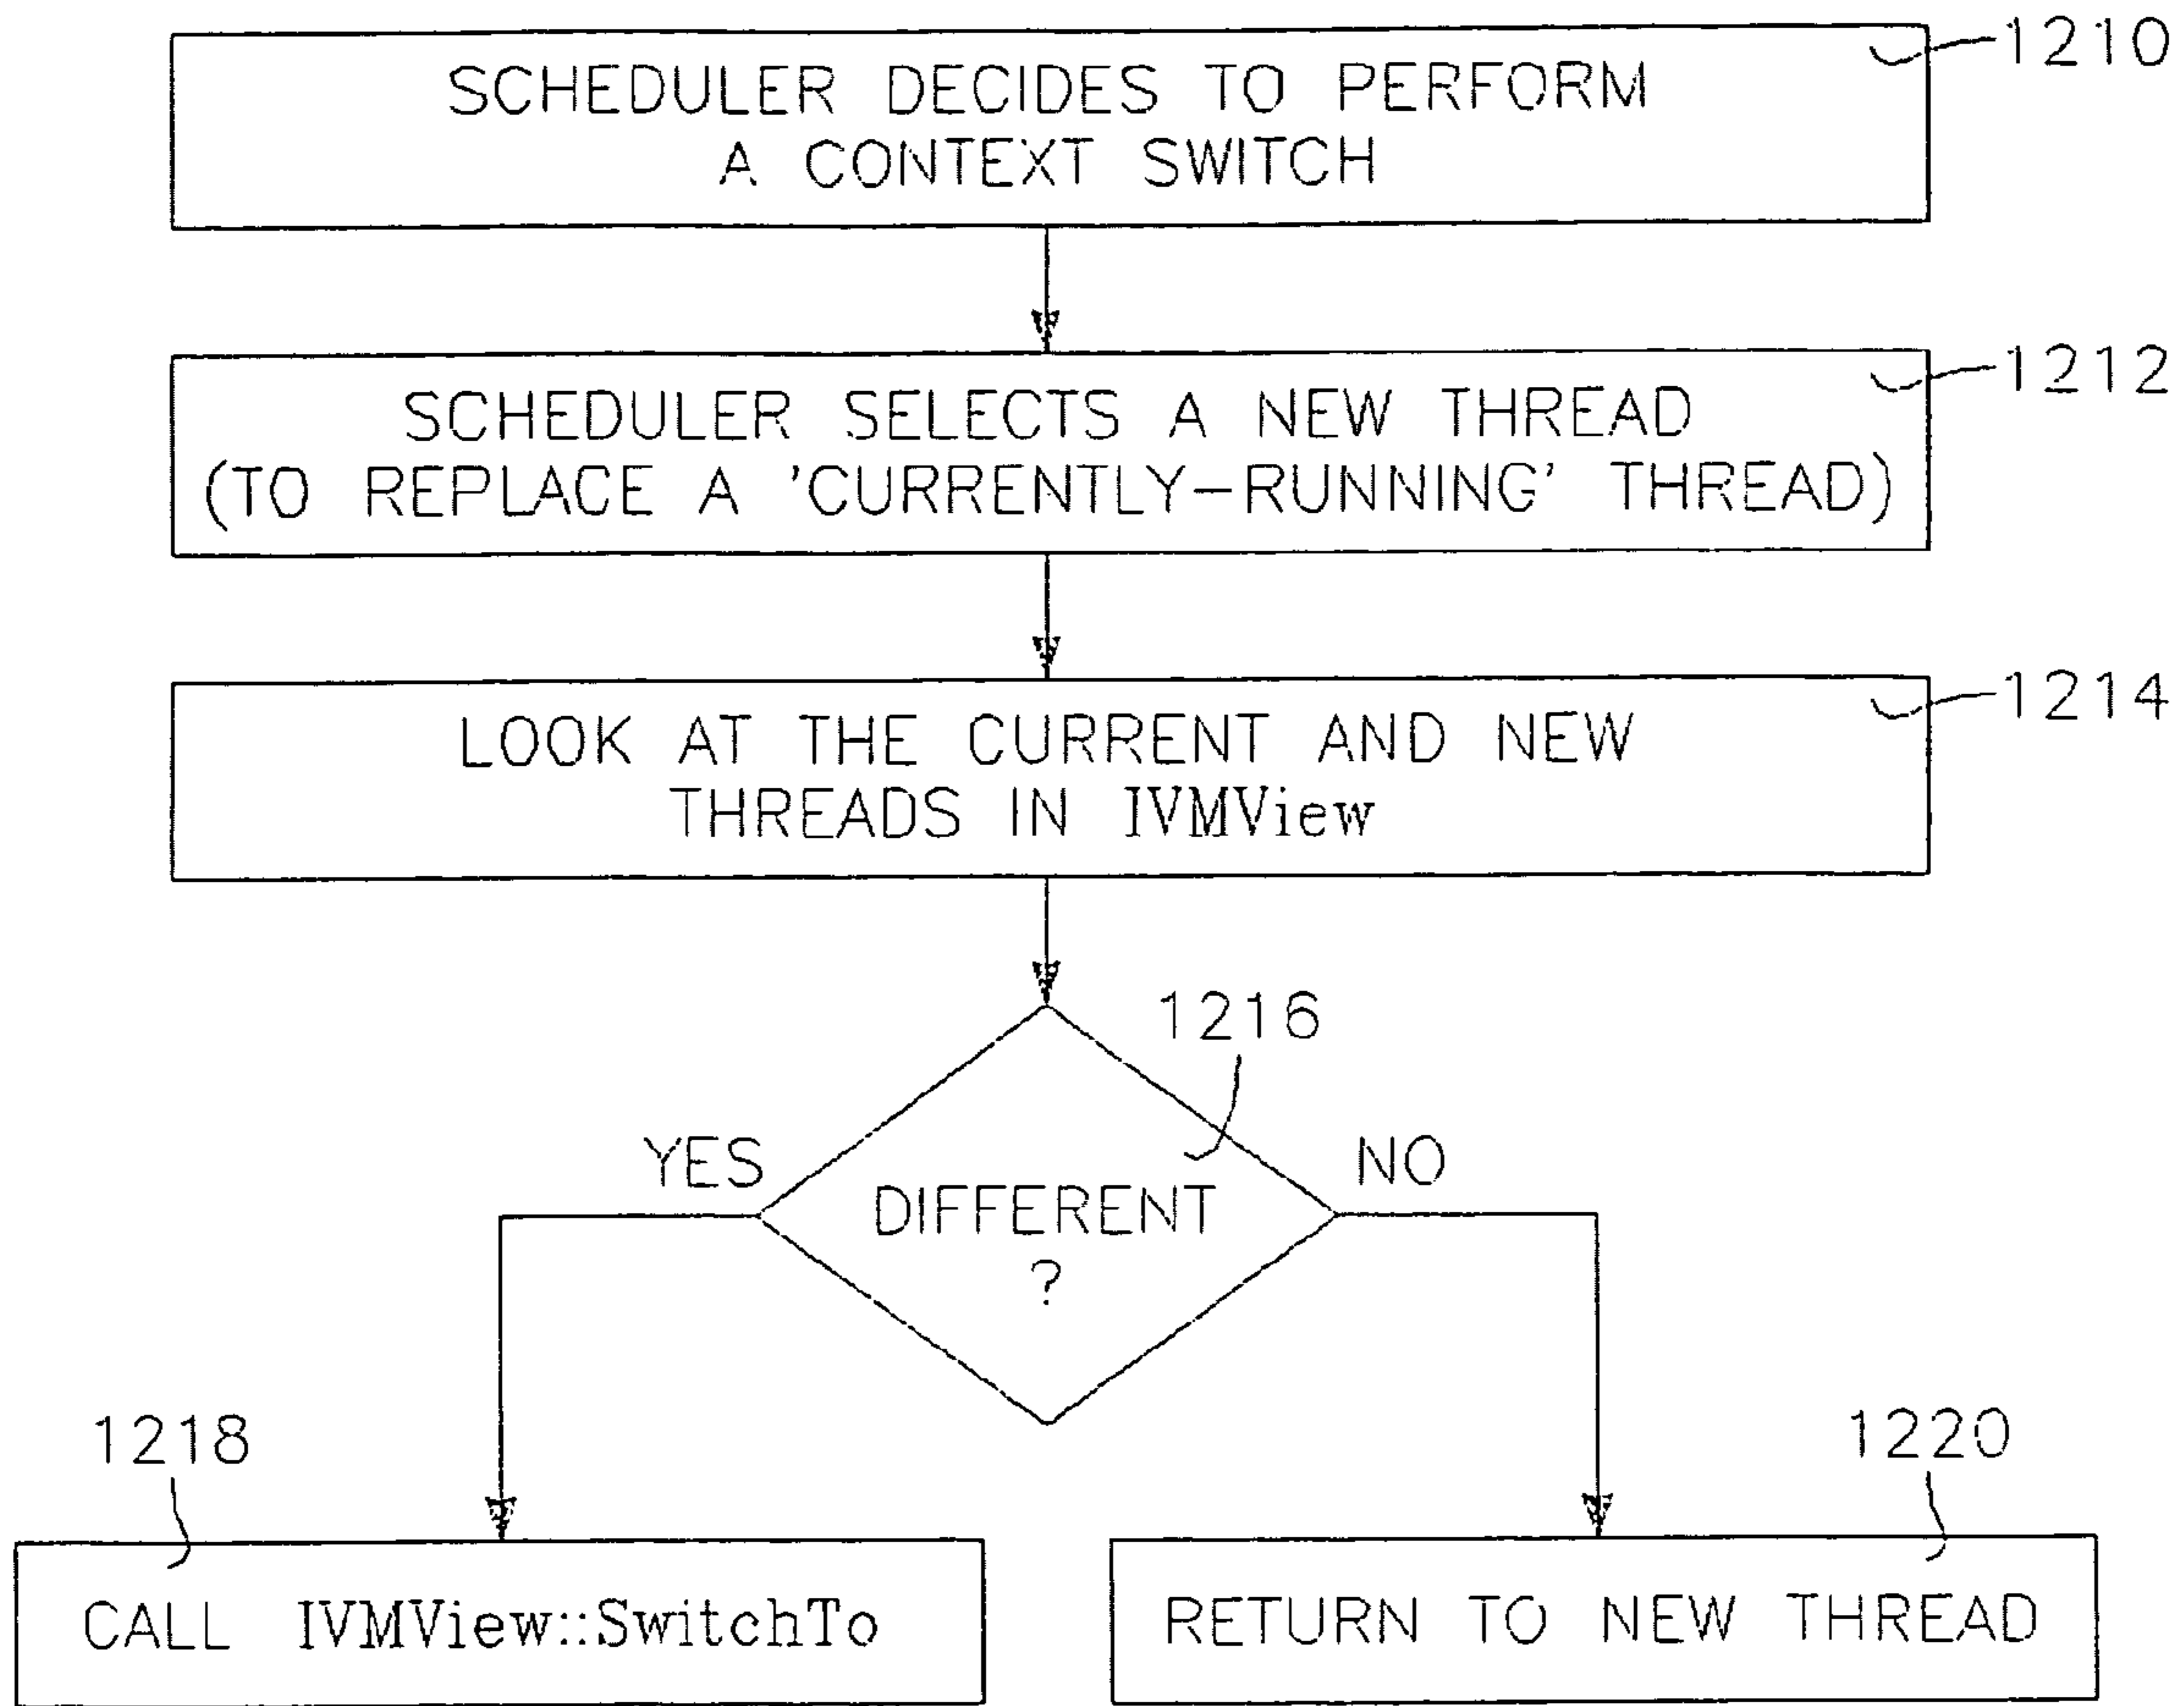 1210
SCHEDULER DECIDES TO PERFORM
A CONTEXT SWITCH
1212
SCHEDULER SELECTS A NEW THREAD
(TO REPLACE A 'CURRENTLY-RUNNING' THREAD)
1214
LOOK AT THE CURRENT AND NEW
THREADS IN IVMView
1216
YES
NO
DIFFERENT
?
1218
1220
CALL IVMView::SwitchTo
RETURN TO NEW THREAD